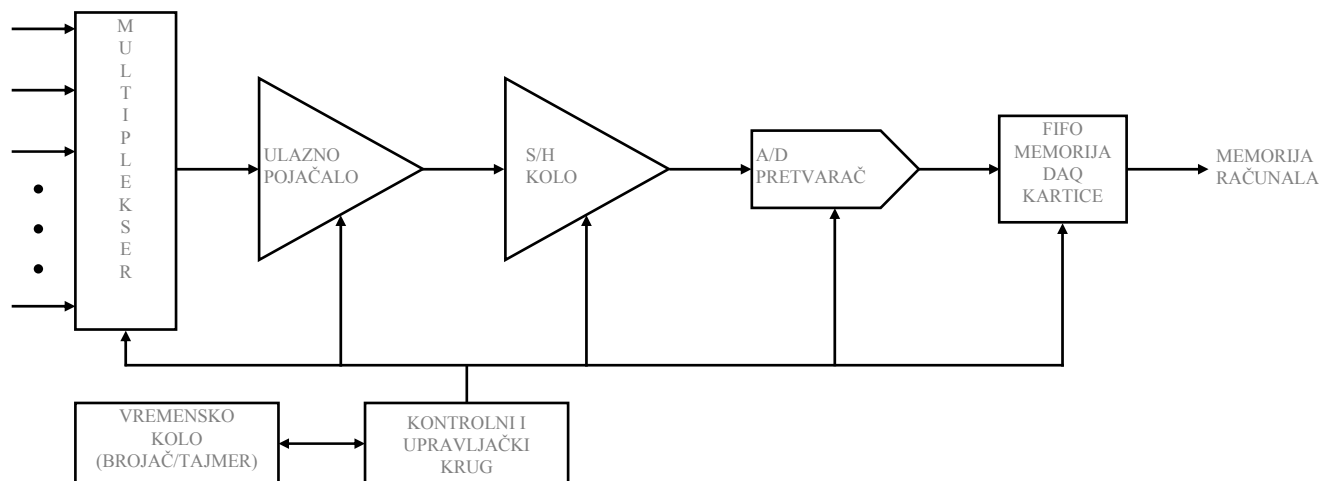 M
U
L
T
I
P
L
E
K
S
E
R
ULAZNO
POJAČALO
S/H
KOLO
A/D
PRETVARAČ
FIFO
MEMORIJA
DAQ
KARTICE
MEMORIJA
RAČUNALA
VREMENSKO
KOLO
(BROJAČ/TAJMER)
KONTROLNI I
UPRAVLJAČKI
KRUG